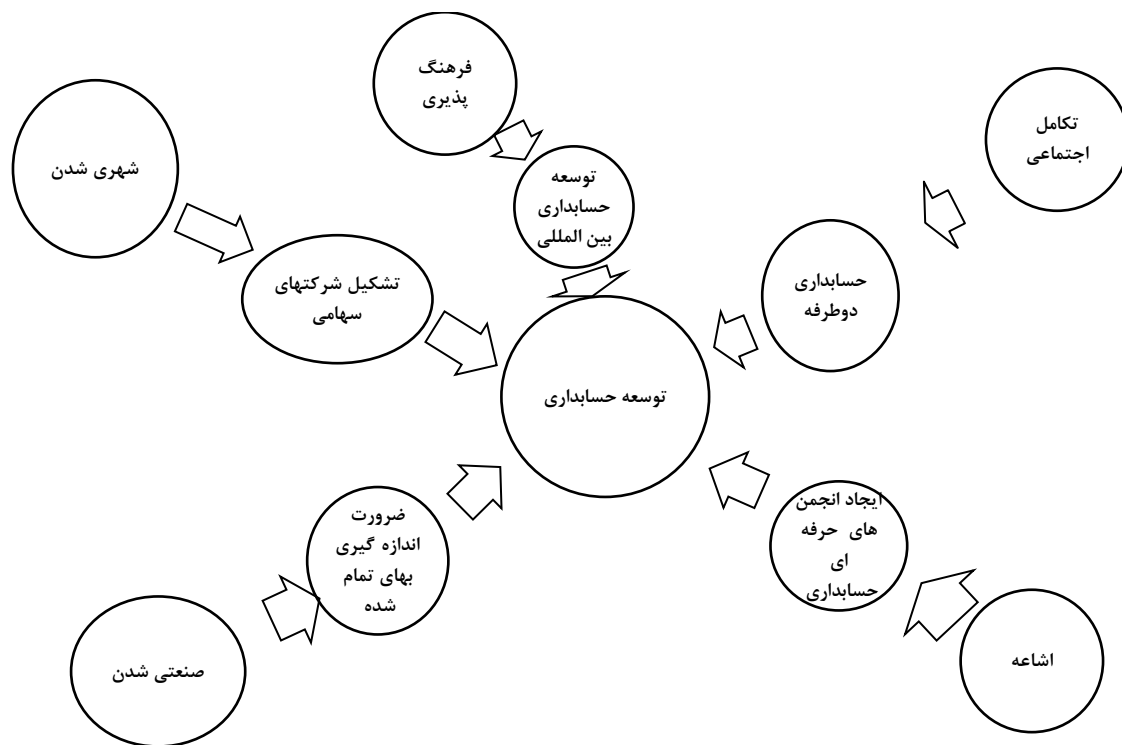 فرهنگ
پذیری
تکامل
اجتماعی
شهری شدن
توسعه
حسابداری
بین المللی
تشکیل شرکتهای
سهامی
حسابداری
دوطرفه
توسعه حسابداری
ضرورت
اندازه گیری
بهای تمام
شده
ایجاد انجمن
های حرفه
ای
حسابداری
صنعتی شدن
اشاعه